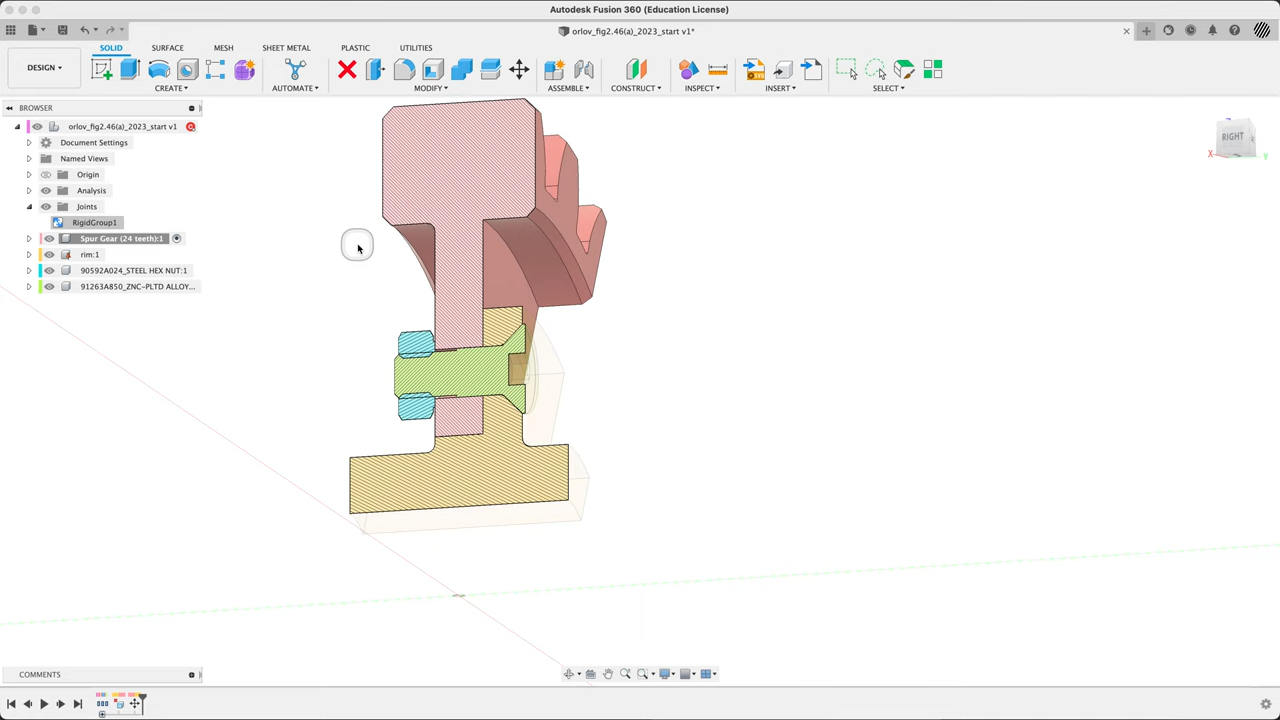 Autodesk Fusion 360 (Education License)
orlov_fig2.46(a)_2023_start v1*
DESIGN
SOLID
SURFACE
MESH
SHEET METAL
PLASTIC
UTILITIES
CREATE
AUTOMATE
MODIFY
ASSEMBLE
CONSTRUCT
INSPECT
INSERT
SELECT
BROWSER
orlov_fig2.46(a)_2023_start v1
Document Settings
Named Views
Origin
Analysis
Joints
RigidGroup1
Spur Gear (24 teeth):1
rim:1
90592A024_STEEL HEX NUT:1
91263A850_ZNC-PLTD ALLOY...
RIGHT
X
Y
COMMENTS